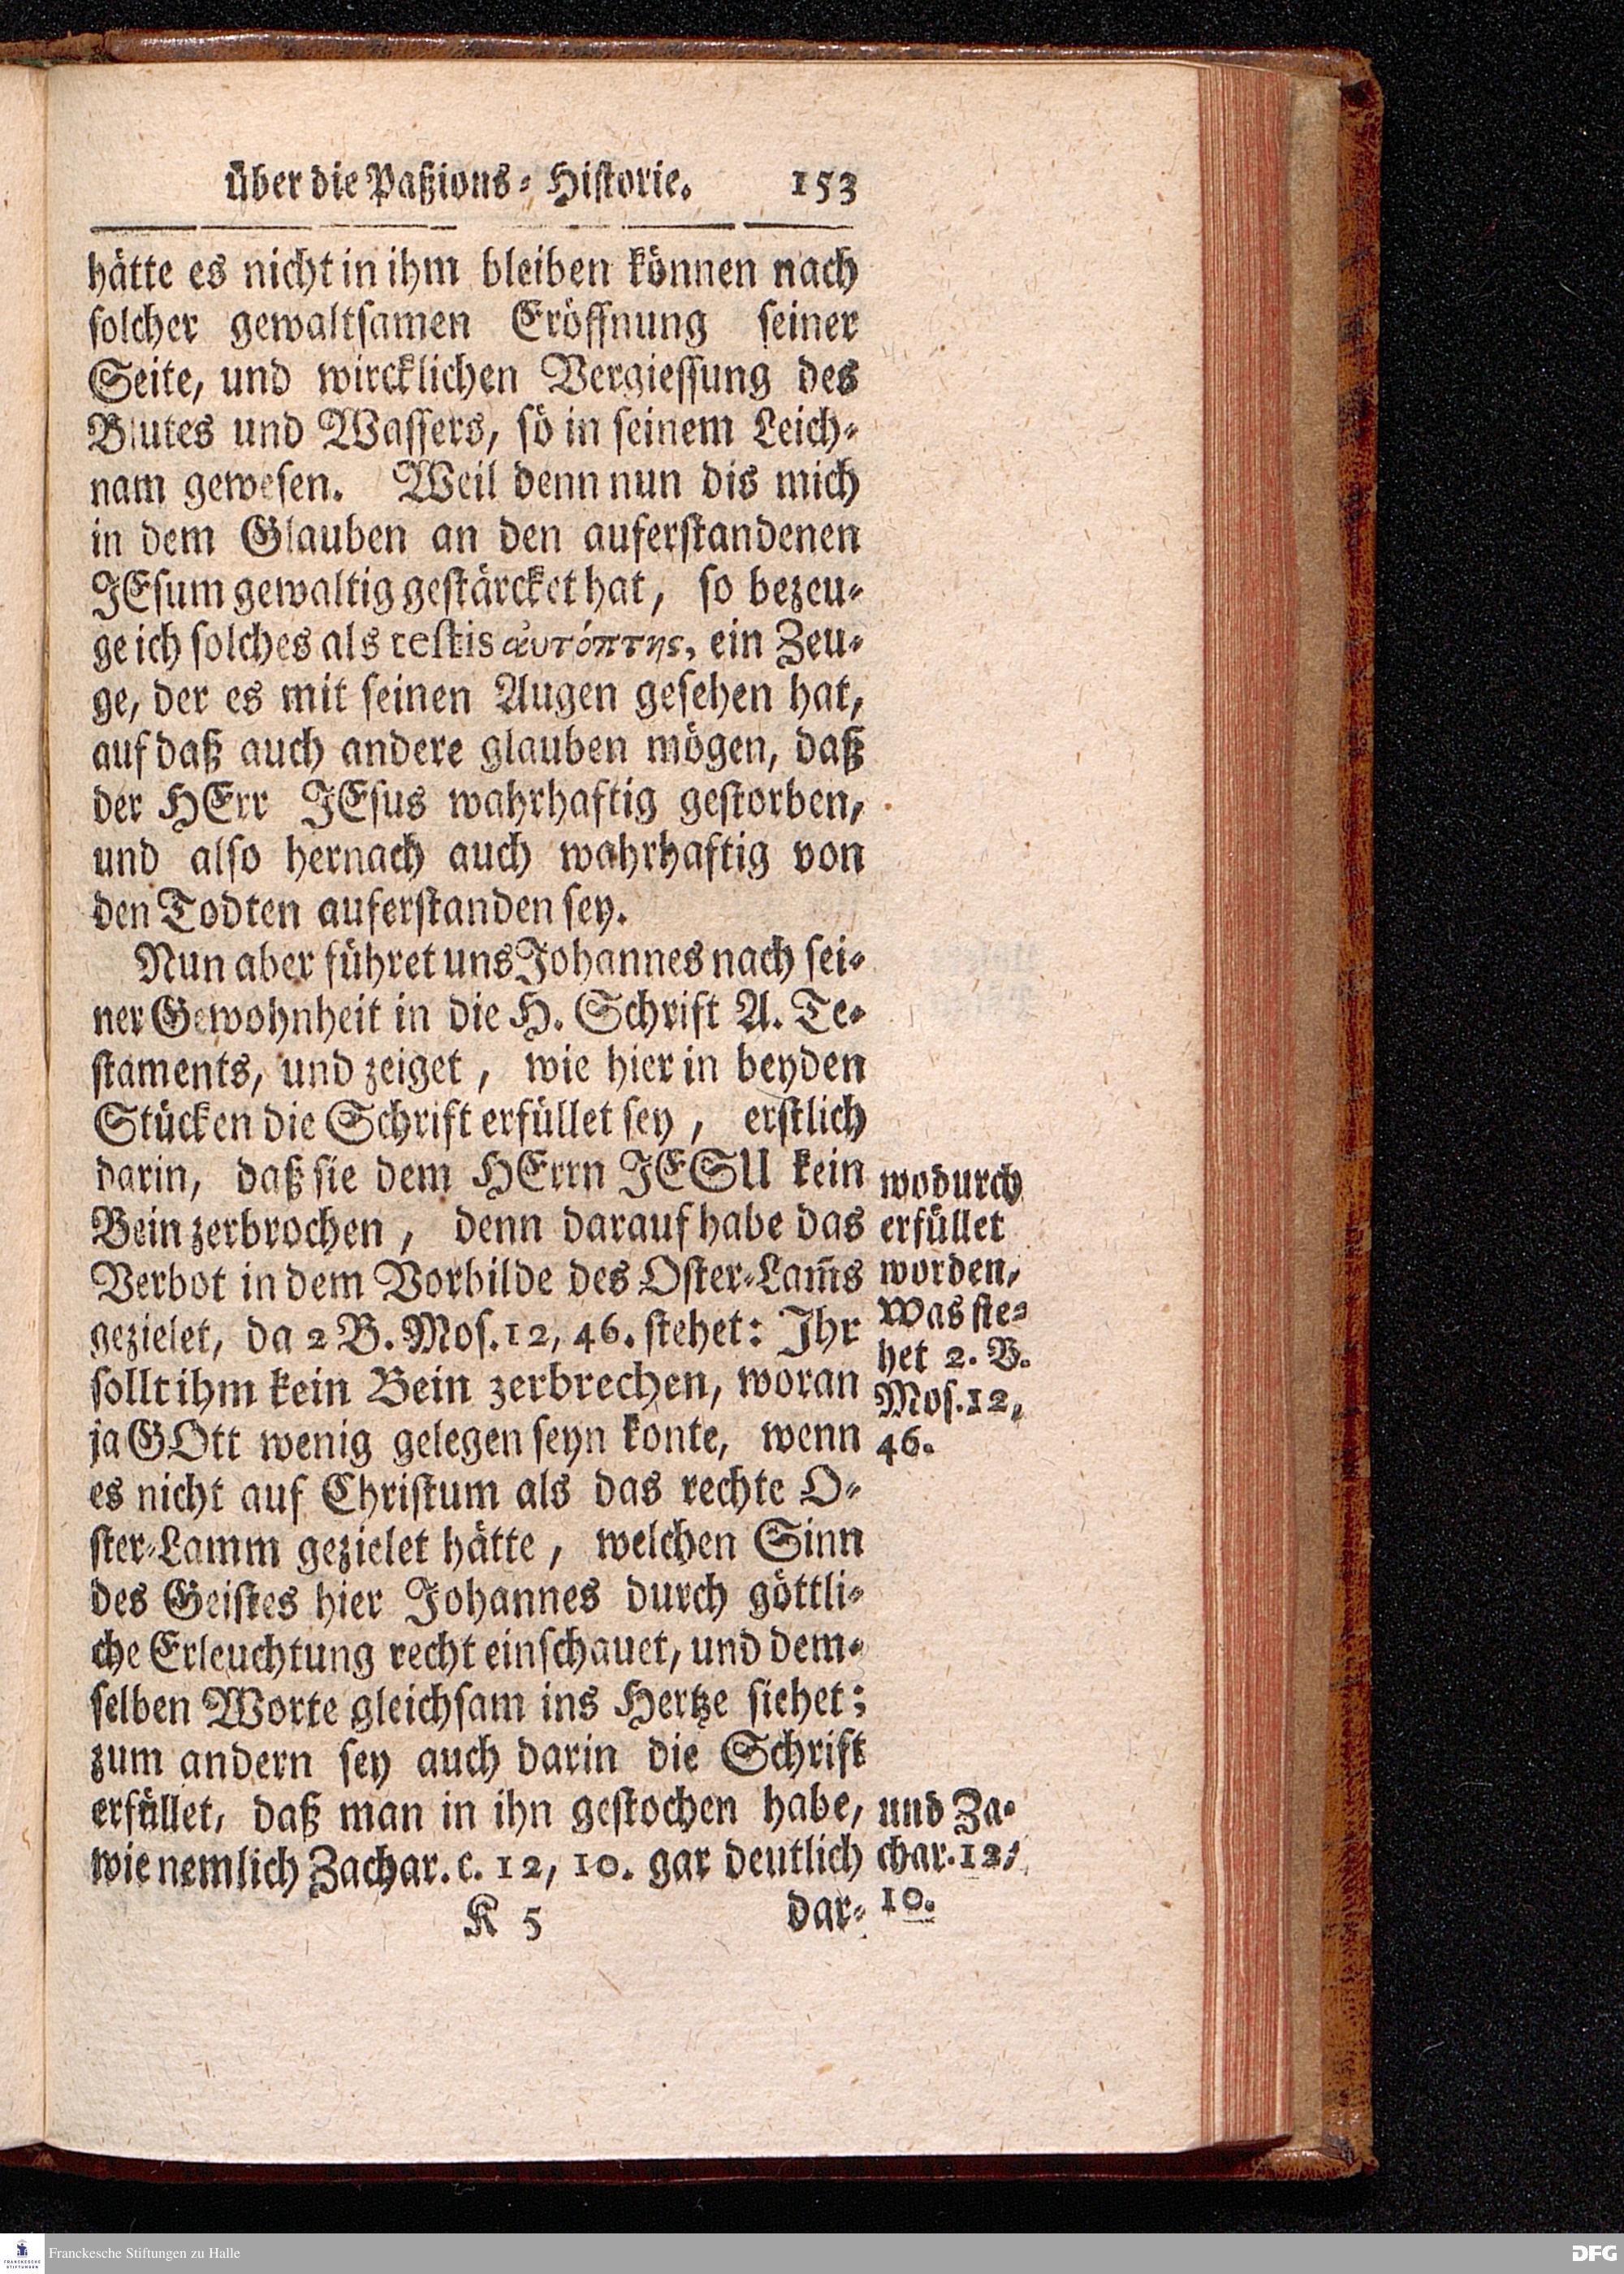 über die Paßions-Historie. 153
hätte es nicht in ihm bleiben können nach
solcher gewaltsamen Eröffnung seiner
Seite, und wircklichen Vergiessung des
Blutes und Wassers, so in seinem Leich-
nam gewesen. Weil denn nun dis mich
in dem Glauben an den auferstandenen
JEsum gewaltig gestärcket hat, so bezeu-
ge ich solches als testis αὐτόπτης, ein Zeu-
ge, der es mit seinen Augen gesehen hat,
auf daß auch andere glauben mögen, daß
der HErr JEsus wahrhaftig gestorben,
und also hernach auch wahrhaftig von
den Todten auferstanden sey.
Nun aber führet uns Johannes nach sei-
ner Gewohnheit in die H. Schrift A. Te-
staments, und zeiget, wie hier in beyden
Stücken die Schrift erfüllet sey, erstlich
darin, daß sie dem HErrn JESU kein
Bein zerbrochen, denn darauf habe das
Verbot in dem Vorbilde des Oster-Lam̃s
gezielet, da 2 B. Mos. 12, 46. stehet: Ihr
sollt ihm kein Bein zerbrechen, woran
ja GOtt wenig gelegen seyn konte, wenn
es nicht auf Christum als das rechte O-
ster-Lamm gezielet hätte, welchen Sinn
des Geistes hier Johannes durch göttli-
che Erleuchtung recht einschauet, und dem-
selben Worte gleichsam ins Hertze siehet;
zum andern sey auch darin die Schrift
erfüllet, daß man in ihn gestochen habe,
wie nemlich Zachar. c. 12, 10. gar deutlich
K 5 dar-
wodurch
erfüllet
worden,
Was ste-
het 2. B.
Mos. 12,
46.
und Za-
char. 12,
10.
FRANCKESCHE
STIFTUNGEN
Franckesche Stiftungen zu Halle
DFG